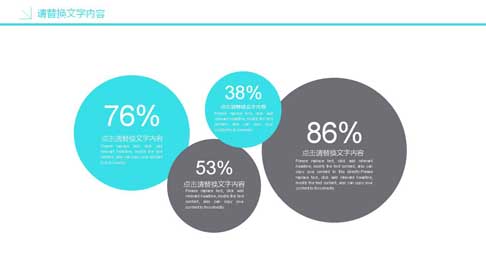 请替换文字内容
76%
点击请替换文字内容
Please replace text, click add
relevant headline, modify the
text content, also can copy
your content to this directly.
38%
点击请替换文字内容
Please replace text, click add
relevant headline, modify the text
content, also can copy your
content to this directly.
53%
点击请替换文字内容
Please replace text, click add
relevant headline, modify the text
content, also can copy your
content to this directly.
86%
点击请替换文字内容
Please replace text, click add relevant
headline, modify the text content, also can
copy your content to this directly.Please
replace text, click add relevant headline,
modify the text content, also can copy your
content to this directly.